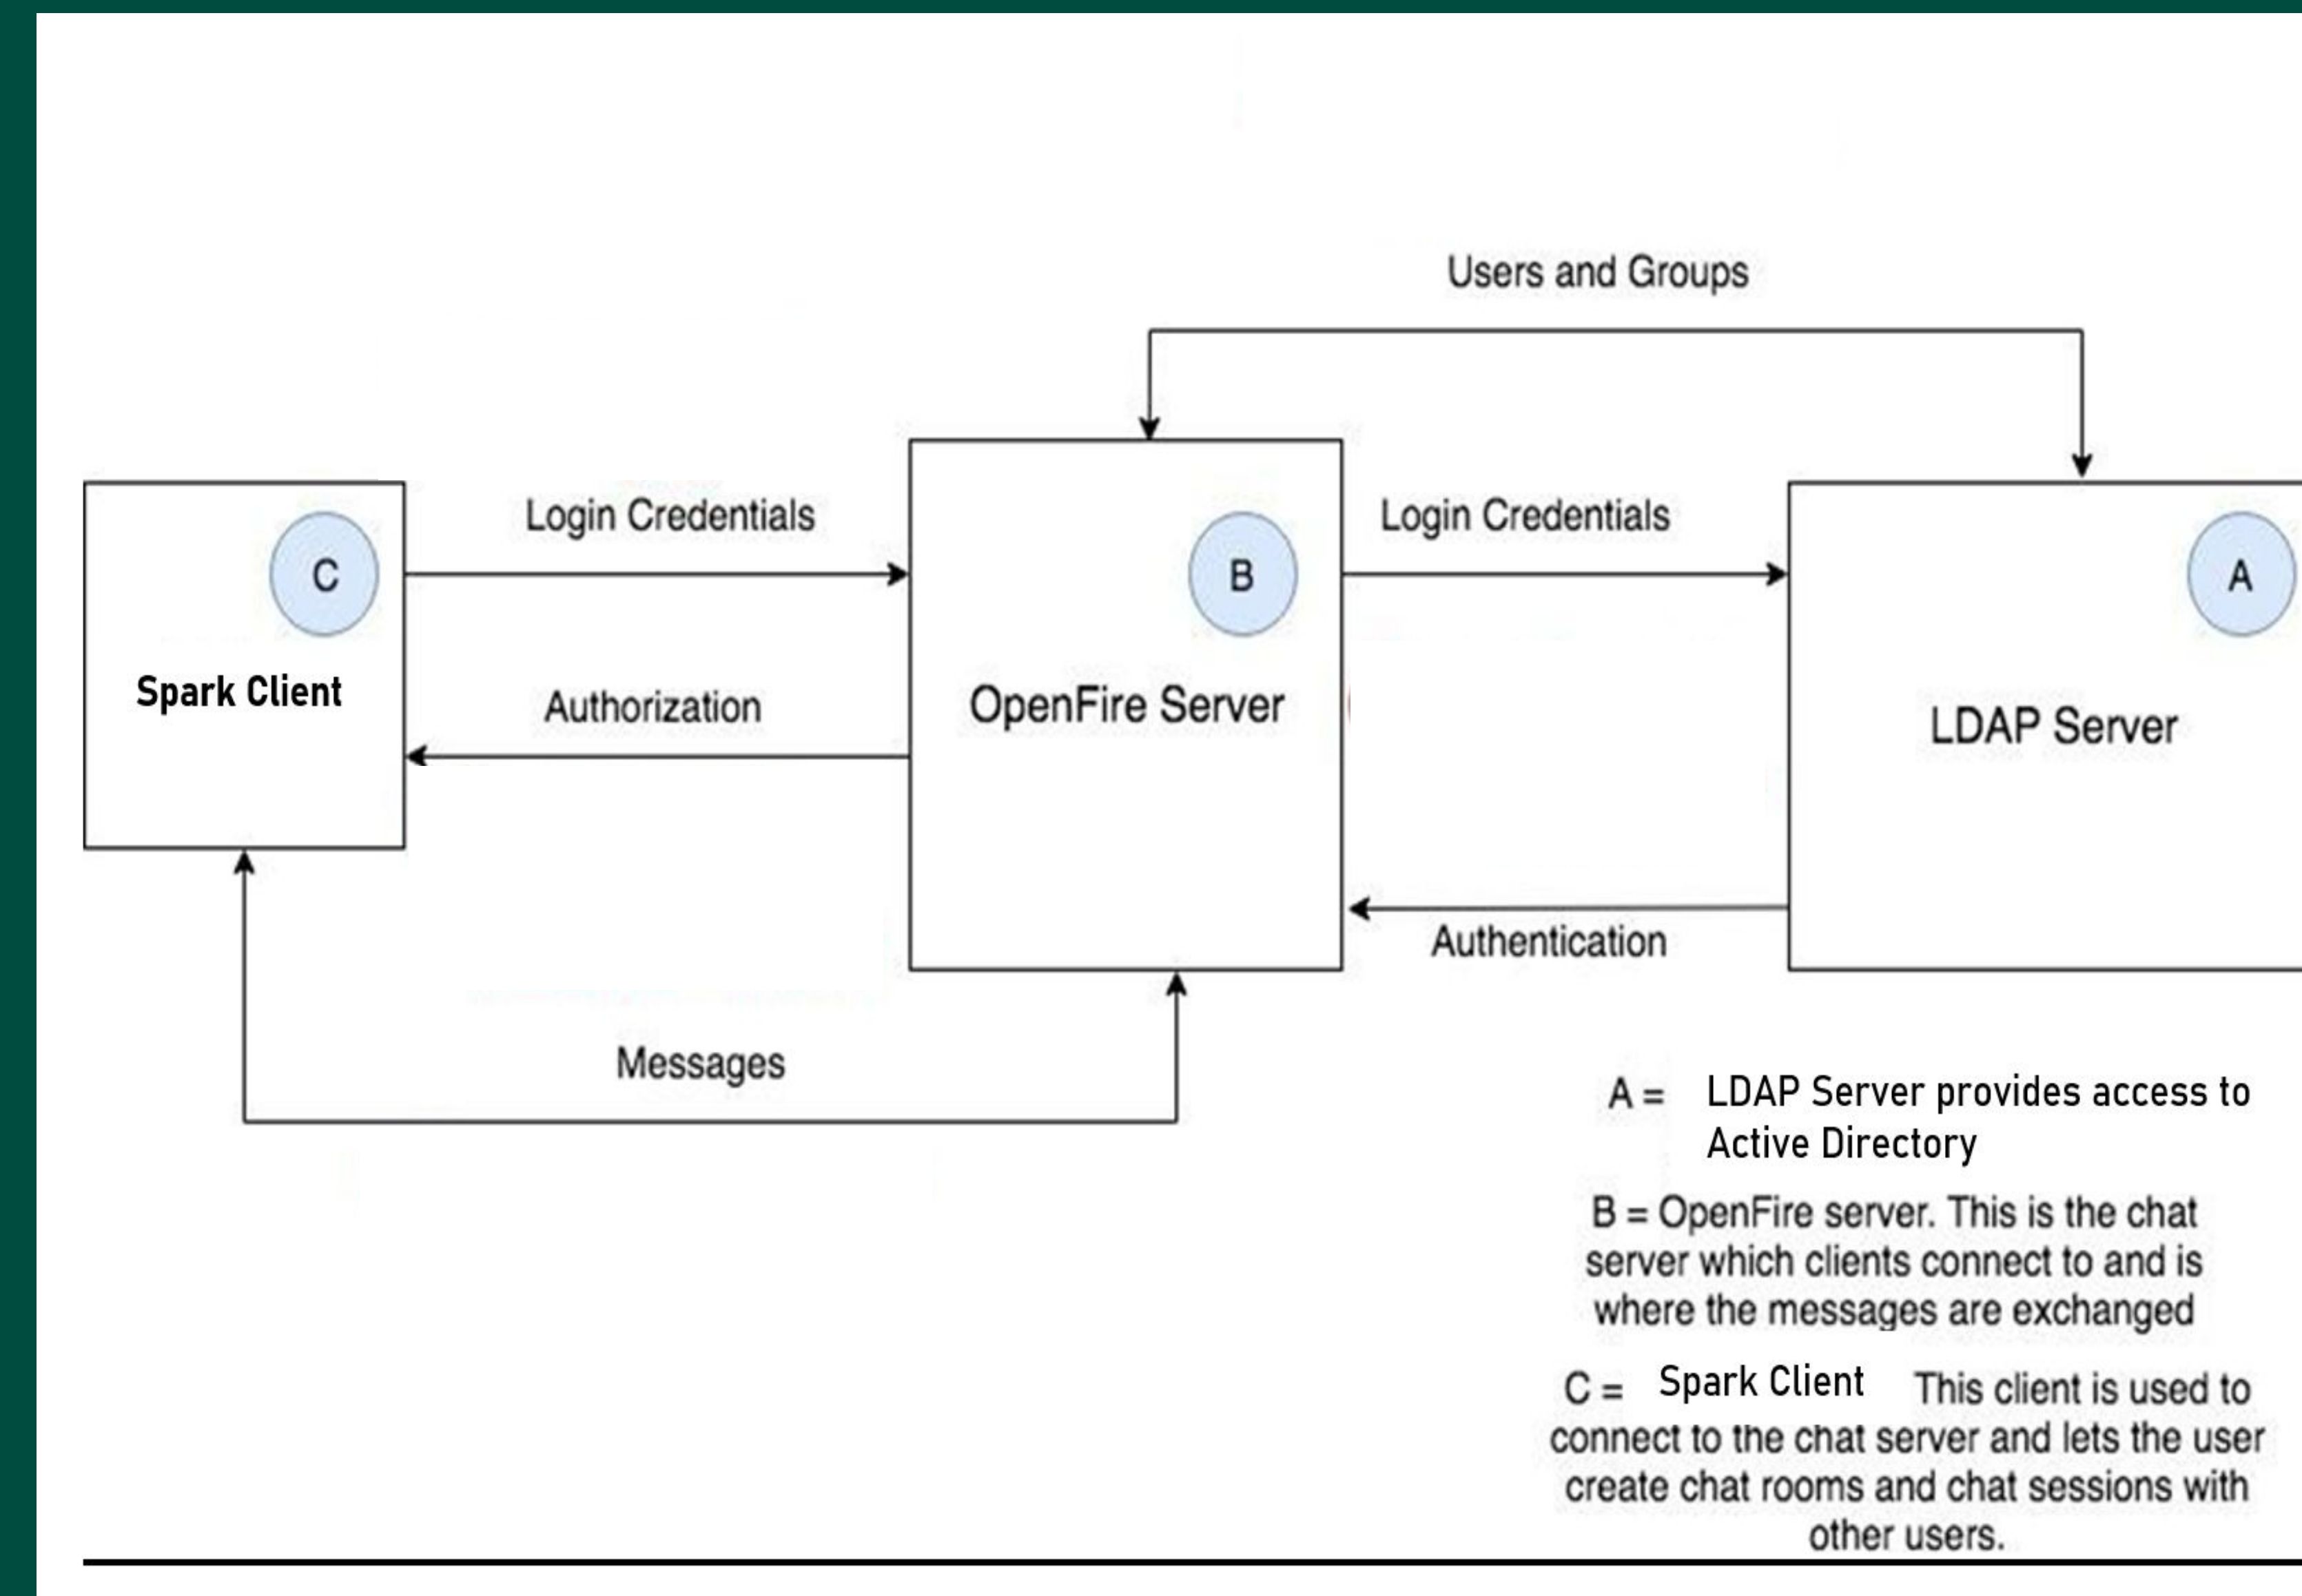 Users and Groups
Login Credentials
Login Credentials
C
B
A
Spark Client
Authorization
OpenFire Server
LDAP Server
Authentication
Messages
A = LDAP Server provides access to
Active Directory
B = OpenFire server. This is the chat
server which clients connect to and is
where the messages are exchanged
C = Spark Client This client is used to
connect to the chat server and lets the user
create chat rooms and chat sessions with
other users.